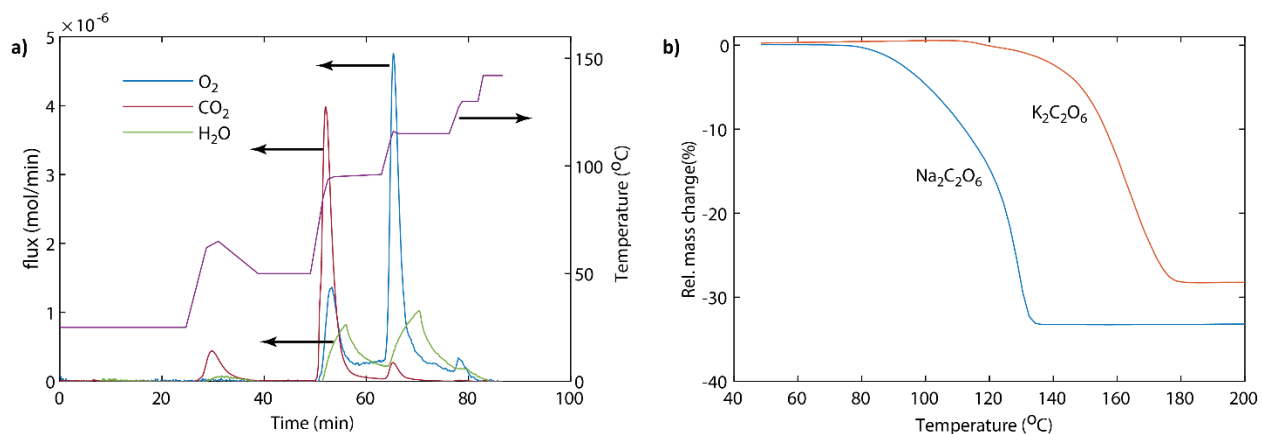 a)
×10⁻⁶
5
4
3
2
1
0
flux (mol/min)
O₂
CO₂
H₂O
150
100
50
0
Temperature (ᴼC)
0 20 40 60 80 100
Time (min)
b)
0
-10
-20
-30
-40
Rel. mass change(%)
K₂C₂O₆
Na₂C₂O₆
40 60 80 100 120 140 160 180 200
Temperature (ᴼC)